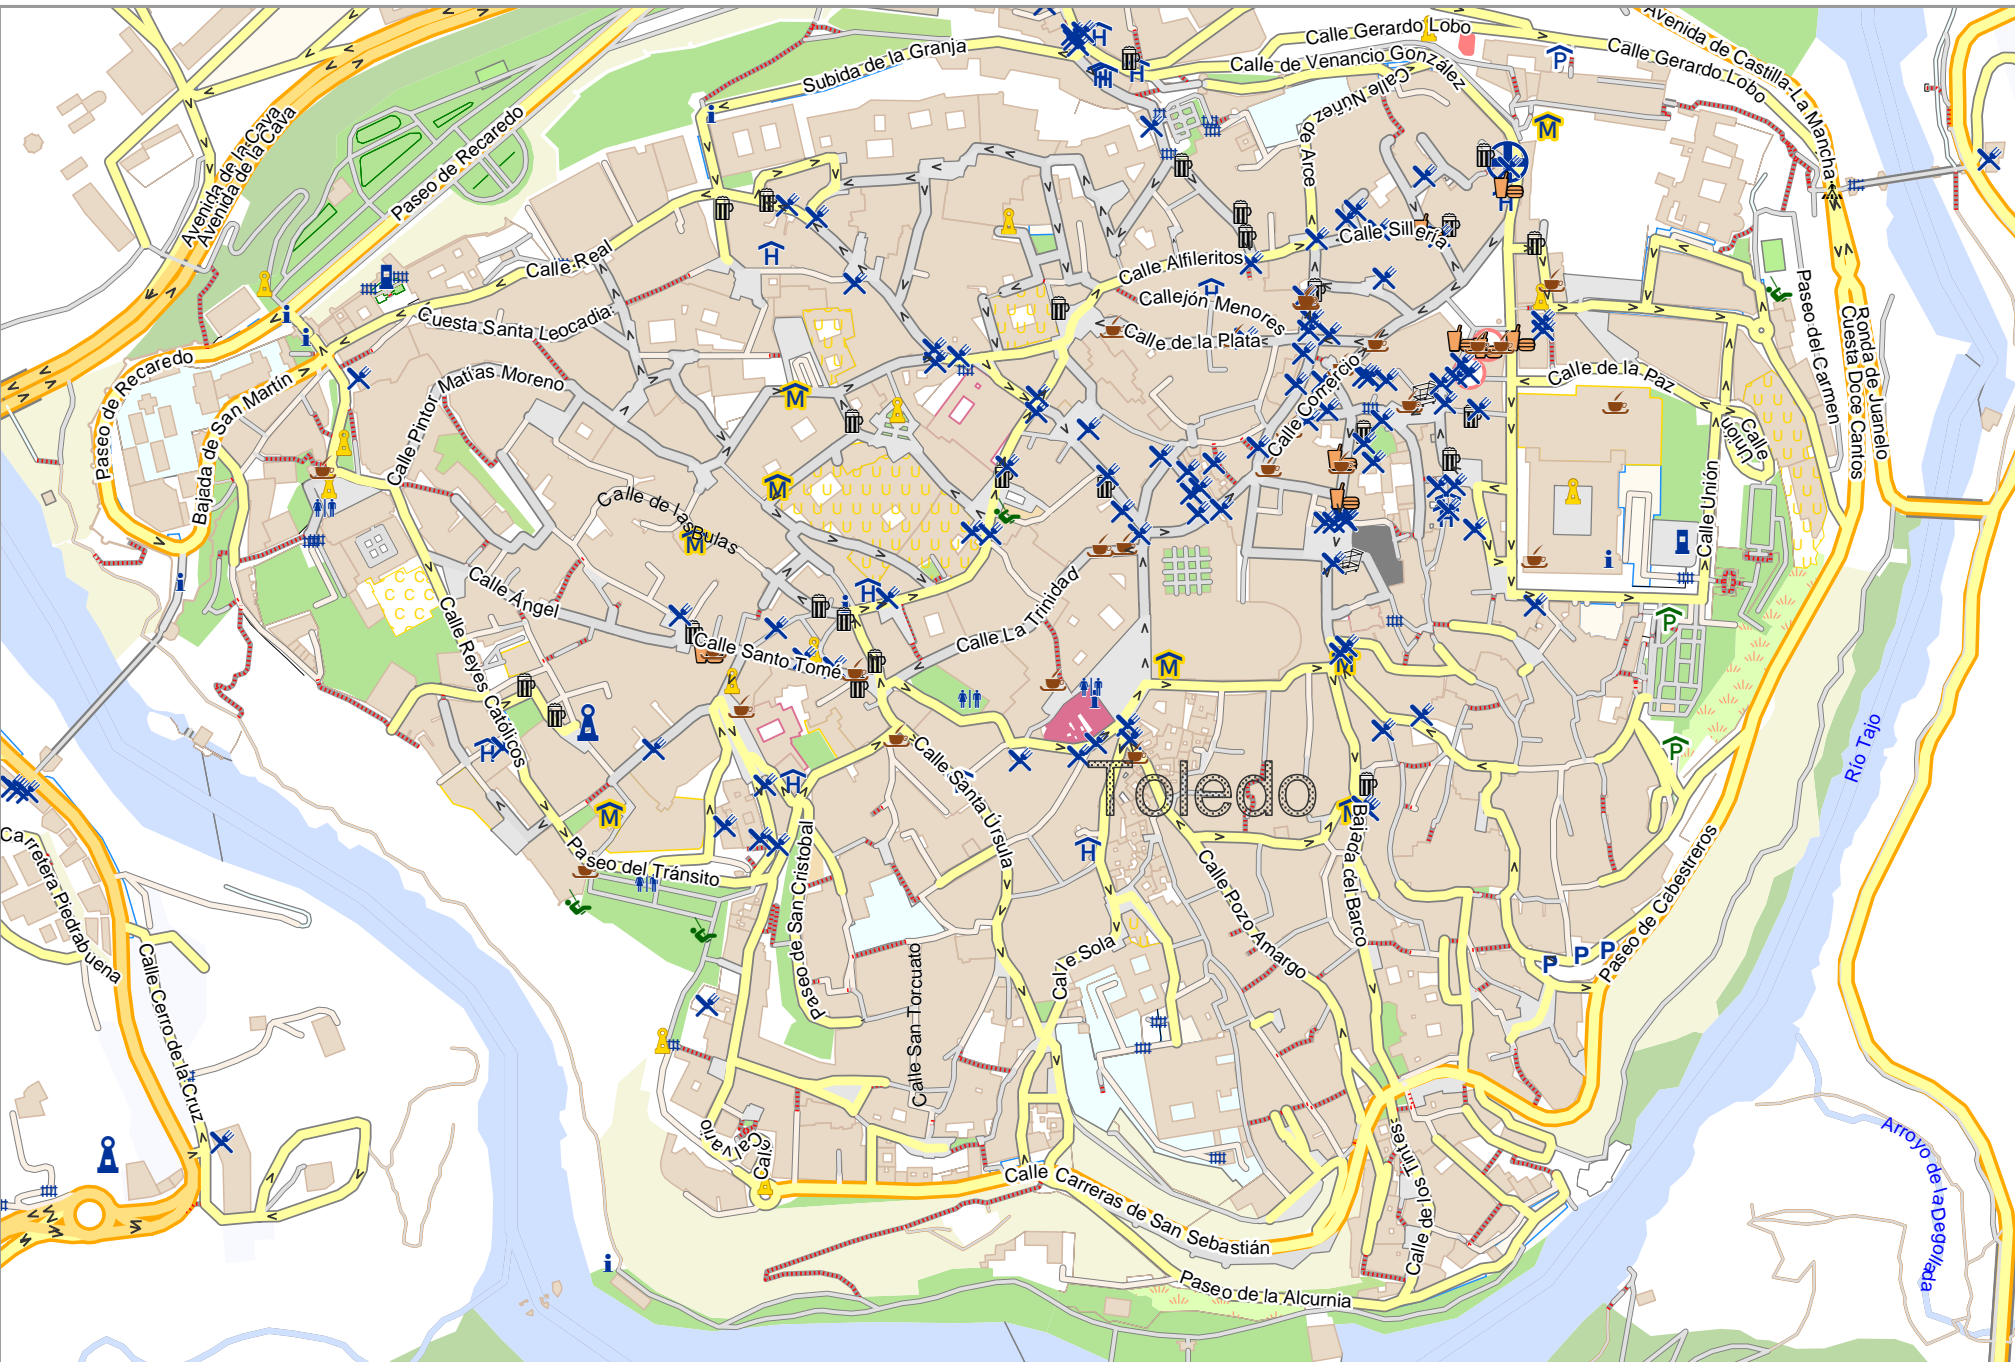 Calle Gerardo Lobo
Avenida de Castilla-La Mancha
Calle Gerardo Lobo
Subida de la Granja
Calle de Venancio González
Calle Núñez
de Arce
Avenida de la Cava
Avenida de la Cava
Paseo de Recaredo
Calle Real
Calle Sillería
Calle Alfileritos
Callejón Menores
Calle de la Plata
Cuesta Santa Leocadia
Paseo del Carmen
Ronda de Juanelo
Cuesta Doce Cantos
Paseo de Recaredo
Bajada de San Martín
Matías Moreno
Calle Pintor
Calle Comercio
Calle de la Paz
Calle
Unión
Calle Unión
Calle de las Bulas
Calle Ángel
Calle Reyes Católicos
Calle La Trinidad
Calle Santo Tomé
Calle Santa Úrsula
Toledo
Río Tajo
Paseo del Tránsito
Paseo de San Cristobal
Calle Pozo Amargo
Bajada del Barco
Paseo de Cabestreros
Carretera Piedrabuena
Calle Cerro de la Cruz
Calle Sola
Calle San Torcuato
Calle
Calvario
Calle Carreras de San Sebastián
Calle de los Tintes
Paseo de la Alcurnia
Arroyo de la Degollada
M
M
M
M
M
M
M
M
H
H
H
H
H
H
H
H
P
P
P
P
P
P